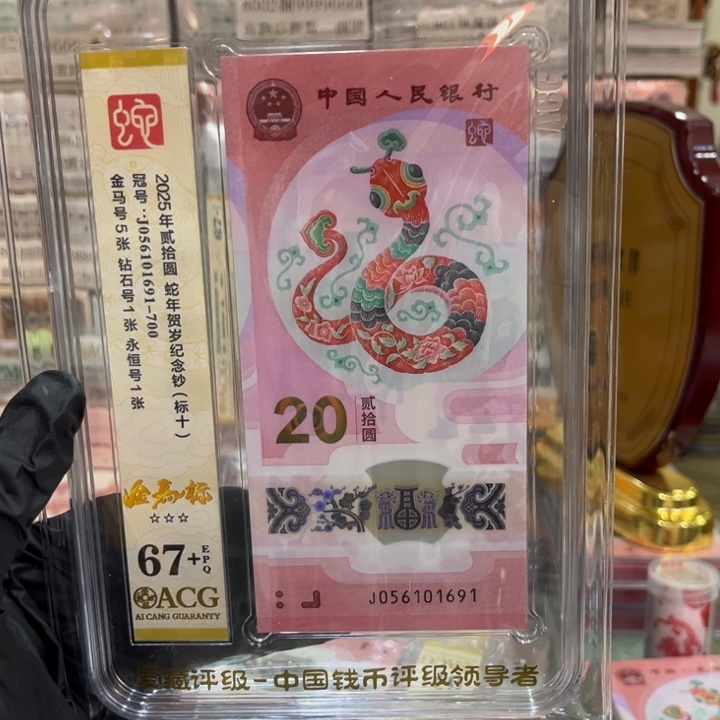 蛇
2025年贰拾圆 蛇年贺岁纪念钞(标十)
冠号:J056101691-700
金马号5张 钻石号1张 永恒号1张
金马标
☆☆☆
67+EPQ
ACG
AI CANG GUARANTY
中国人民银行
蛇
20
贰拾圆
福
J056101691
藏评级-中国钱币评级领导者
ACG